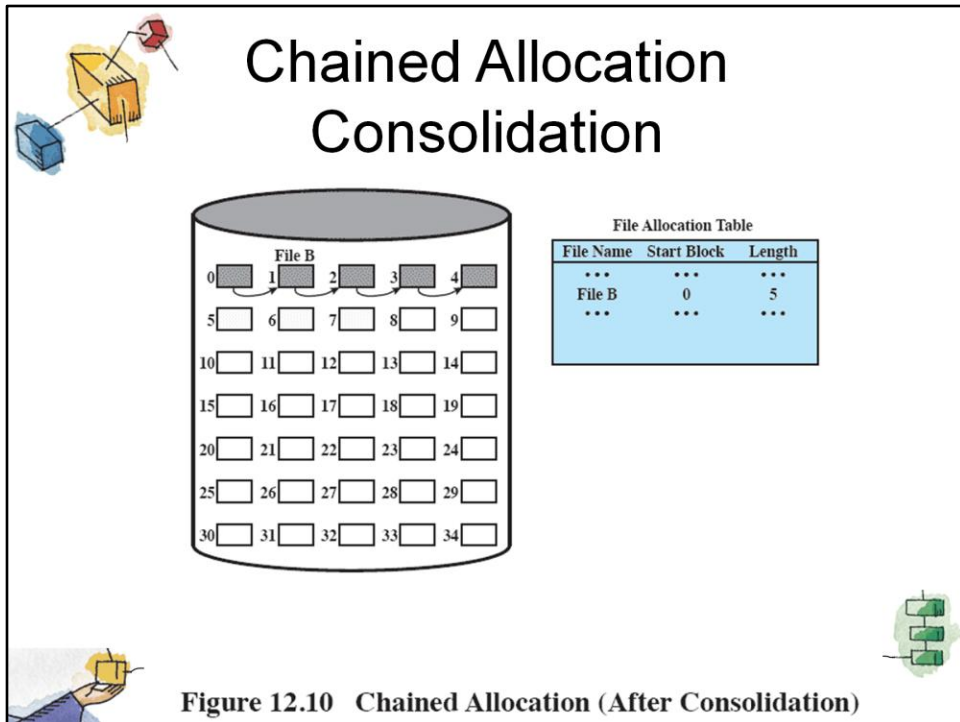 Chained Allocation
Consolidation
File B
0 1 2 3 4
5 6 7 8 9
10 11 12 13 14
15 16 17 18 19
20 21 22 23 24
25 26 27 28 29
30 31 32 33 34
File Allocation Table
File Name Start Block Length
••• ••• •••
File B 0 5
••• ••• •••
Figure 12.10 Chained Allocation (After Consolidation)